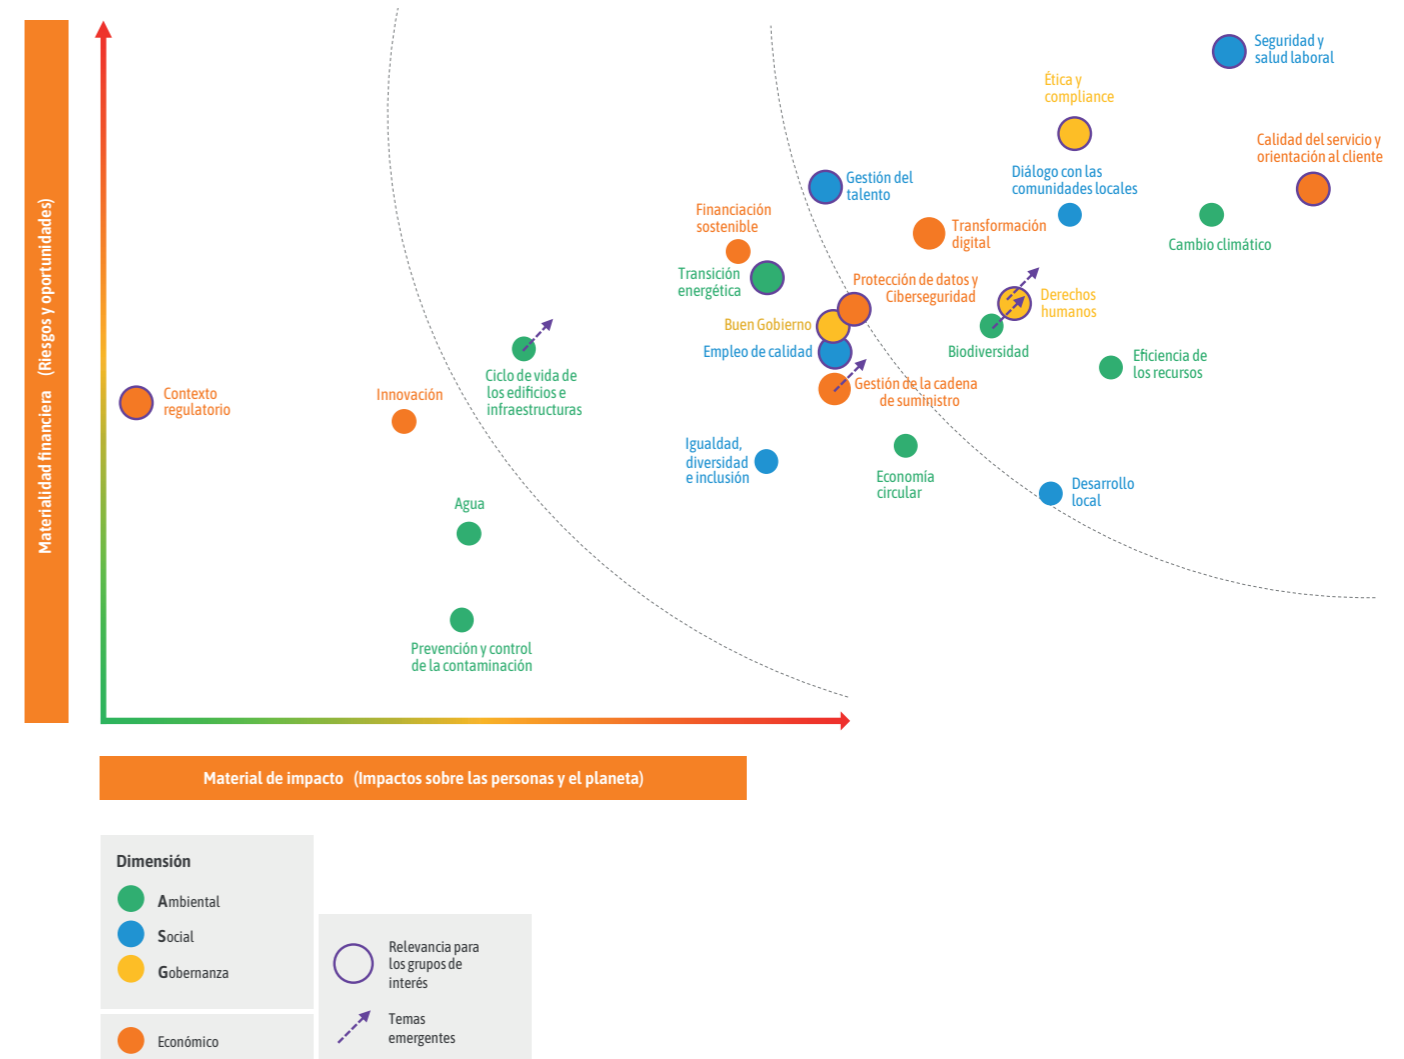 Materialidad financiera (Riesgos y oportunidades)
Seguridad y
salud laboral
Ética y
compliance
Calidad del servicio y
orientación al cliente
Diálogo con las
comunidades locales
Gestión del
talento
Financiación
sostenible
Transformación
digital
Cambio climático
Transición
energética
Protección de datos y
Ciberseguridad
Derechos
humanos
Buen Gobierno
Empleo de calidad
Biodiversidad
Eficiencia de
los recursos
Ciclo de vida de
los edificios e
infraestructuras
Contexto
regulatorio
Innovación
Gestión de la cadena
de suministro
Igualdad,
diversidad
e inclusión
Economía
circular
Desarrollo
local
Agua
Prevención y control
de la contaminación
Material de impacto (Impactos sobre las personas y el planeta)
Dimensión
Ambiental
Social
Gobernanza
Económico
Relevancia para
los grupos de
interés
Temas
emergentes